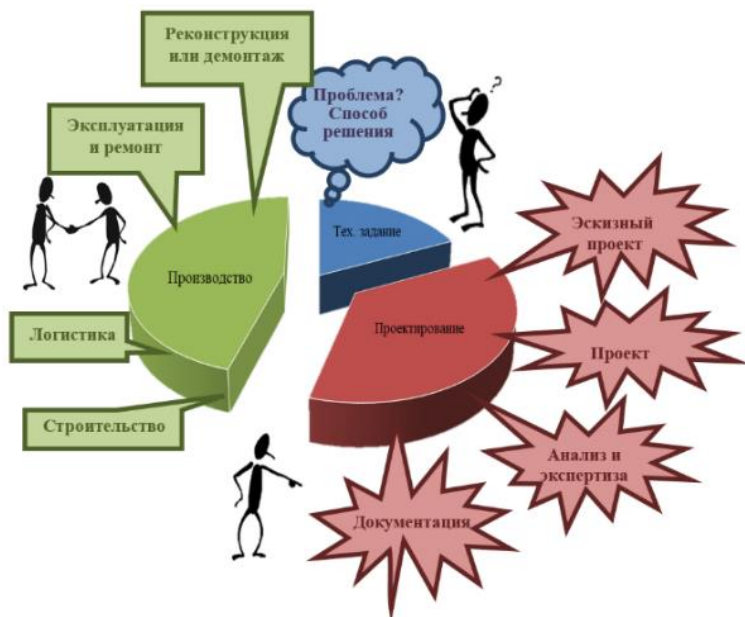 Реконструкция
или демонтаж
Проблема?
Способ
решения
?
Эксплуатация
и ремонт
Тех. задание
Эскизный
проект
Производство
Проектирование
Логистика
Проект
Строительство
Анализ и
экспертиза
Документация